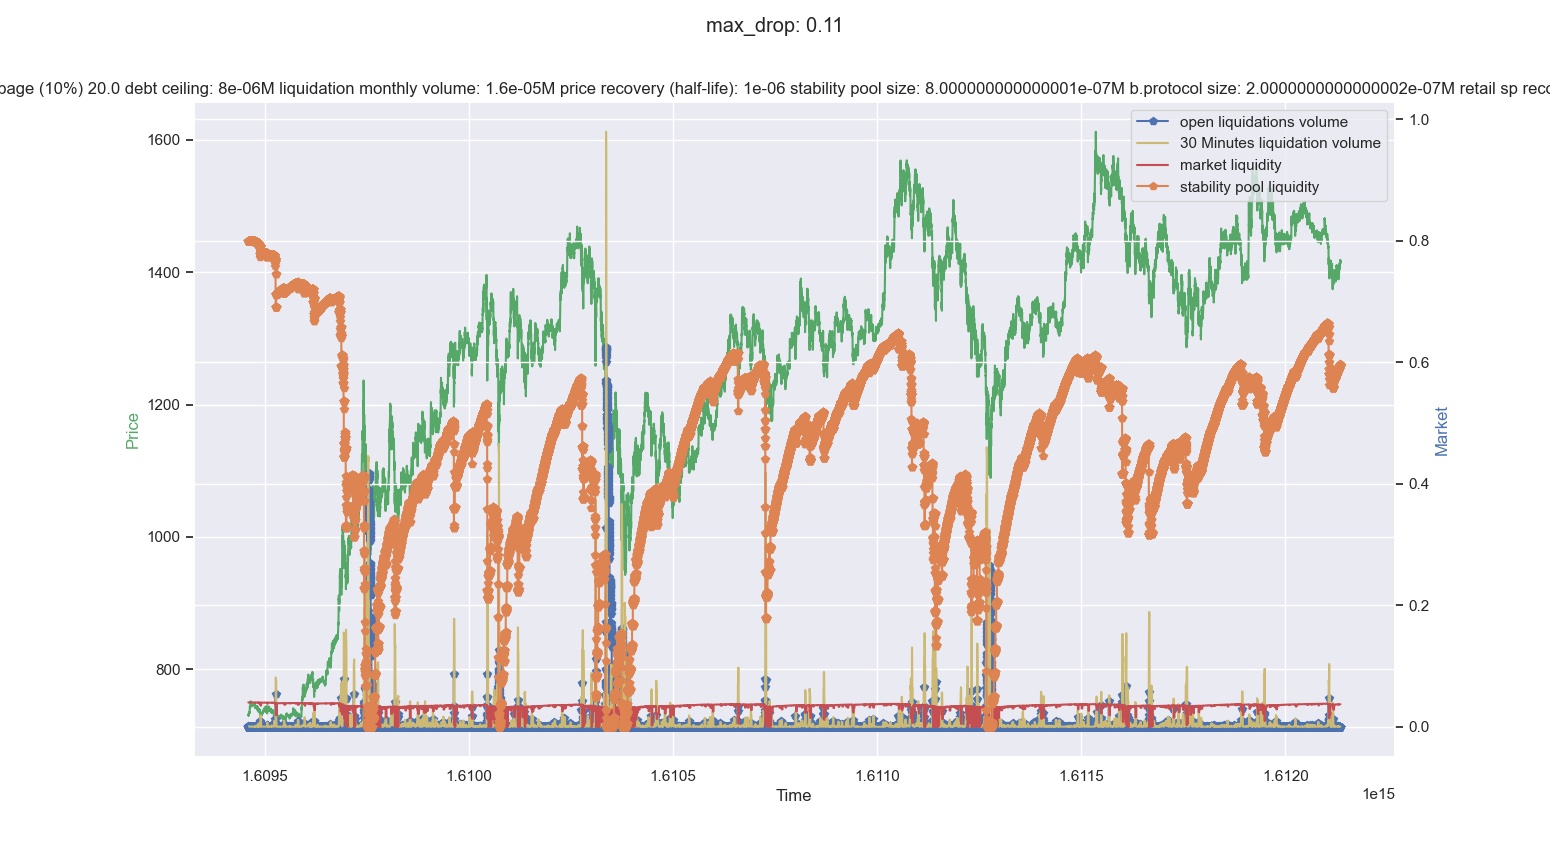 max_drop: 0.11
(10%) 20.0 debt ceiling: 8e-06M liquidation monthly volume: 1.6e-05M price recovery (half-life): 1e-06 stability pool size: 8.000000000000001e-07M b.protocol size: 2.0000000000000002e-07M retail sp
open liquidations volume
30 Minutes liquidation volume
market liquidity
stability pool liquidity
1600
1400
1200
1000
800
Price
1.0
0.8
0.6
0.4
0.2
0.0
Market
1.6095 1.6100 1.6105 1.6110 1.6115 1.6120
Time
1e15